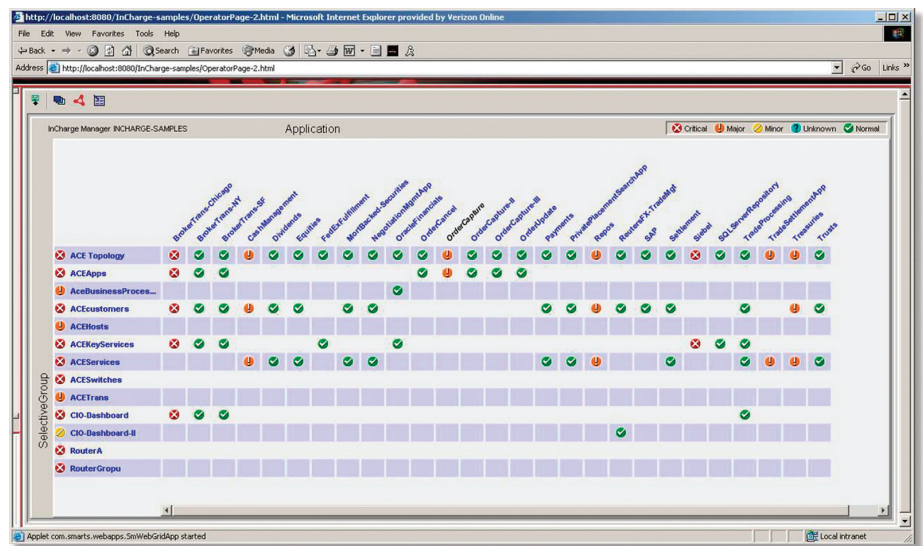 http://localhost:8080/InCharge-samples/OperatorPage-2.html - Microsoft Internet Explorer provided by Verizon Online
File Edit View Favorites Tools Help
Back Search Favorites Media
Address http://localhost:8080/InCharge-samples/OperatorPage-2.html Go Links »
InCharge Manager INCHARGE-SAMPLES Application Critical Major Minor Unknown Normal
BrokerTrans-Chicago
BrokerTrans-NY
BrokerTrans-SF
CashManagement
Dividends
Equities
FedExFulfillment
MortBacked-Securities
NegotiationMgmtApp
OracleFinancials
OrderCancel
OrderCapture
OrderCapture-II
OrderCapture-III
OrderUpdate
Payments
PrivatePlacementSearchApp
Repos
ReutersFX-TradeMgt
SAP
Settlement
Siebel
SQLServerRepository
TradeProcessing
TradeSettlementApp
Treasuries
Trusts
SelectiveGroup
ACE Topology
ACEApps
AceBusinessProces...
ACEcustomers
ACEHosts
ACEKeyServices
ACEServices
ACESwitches
ACETrans
CIO-Dashboard
CIO-Dashboard-II
RouterA
RouterGropu
Applet com.smarts.webapps.SmWebGridApp started Local intranet